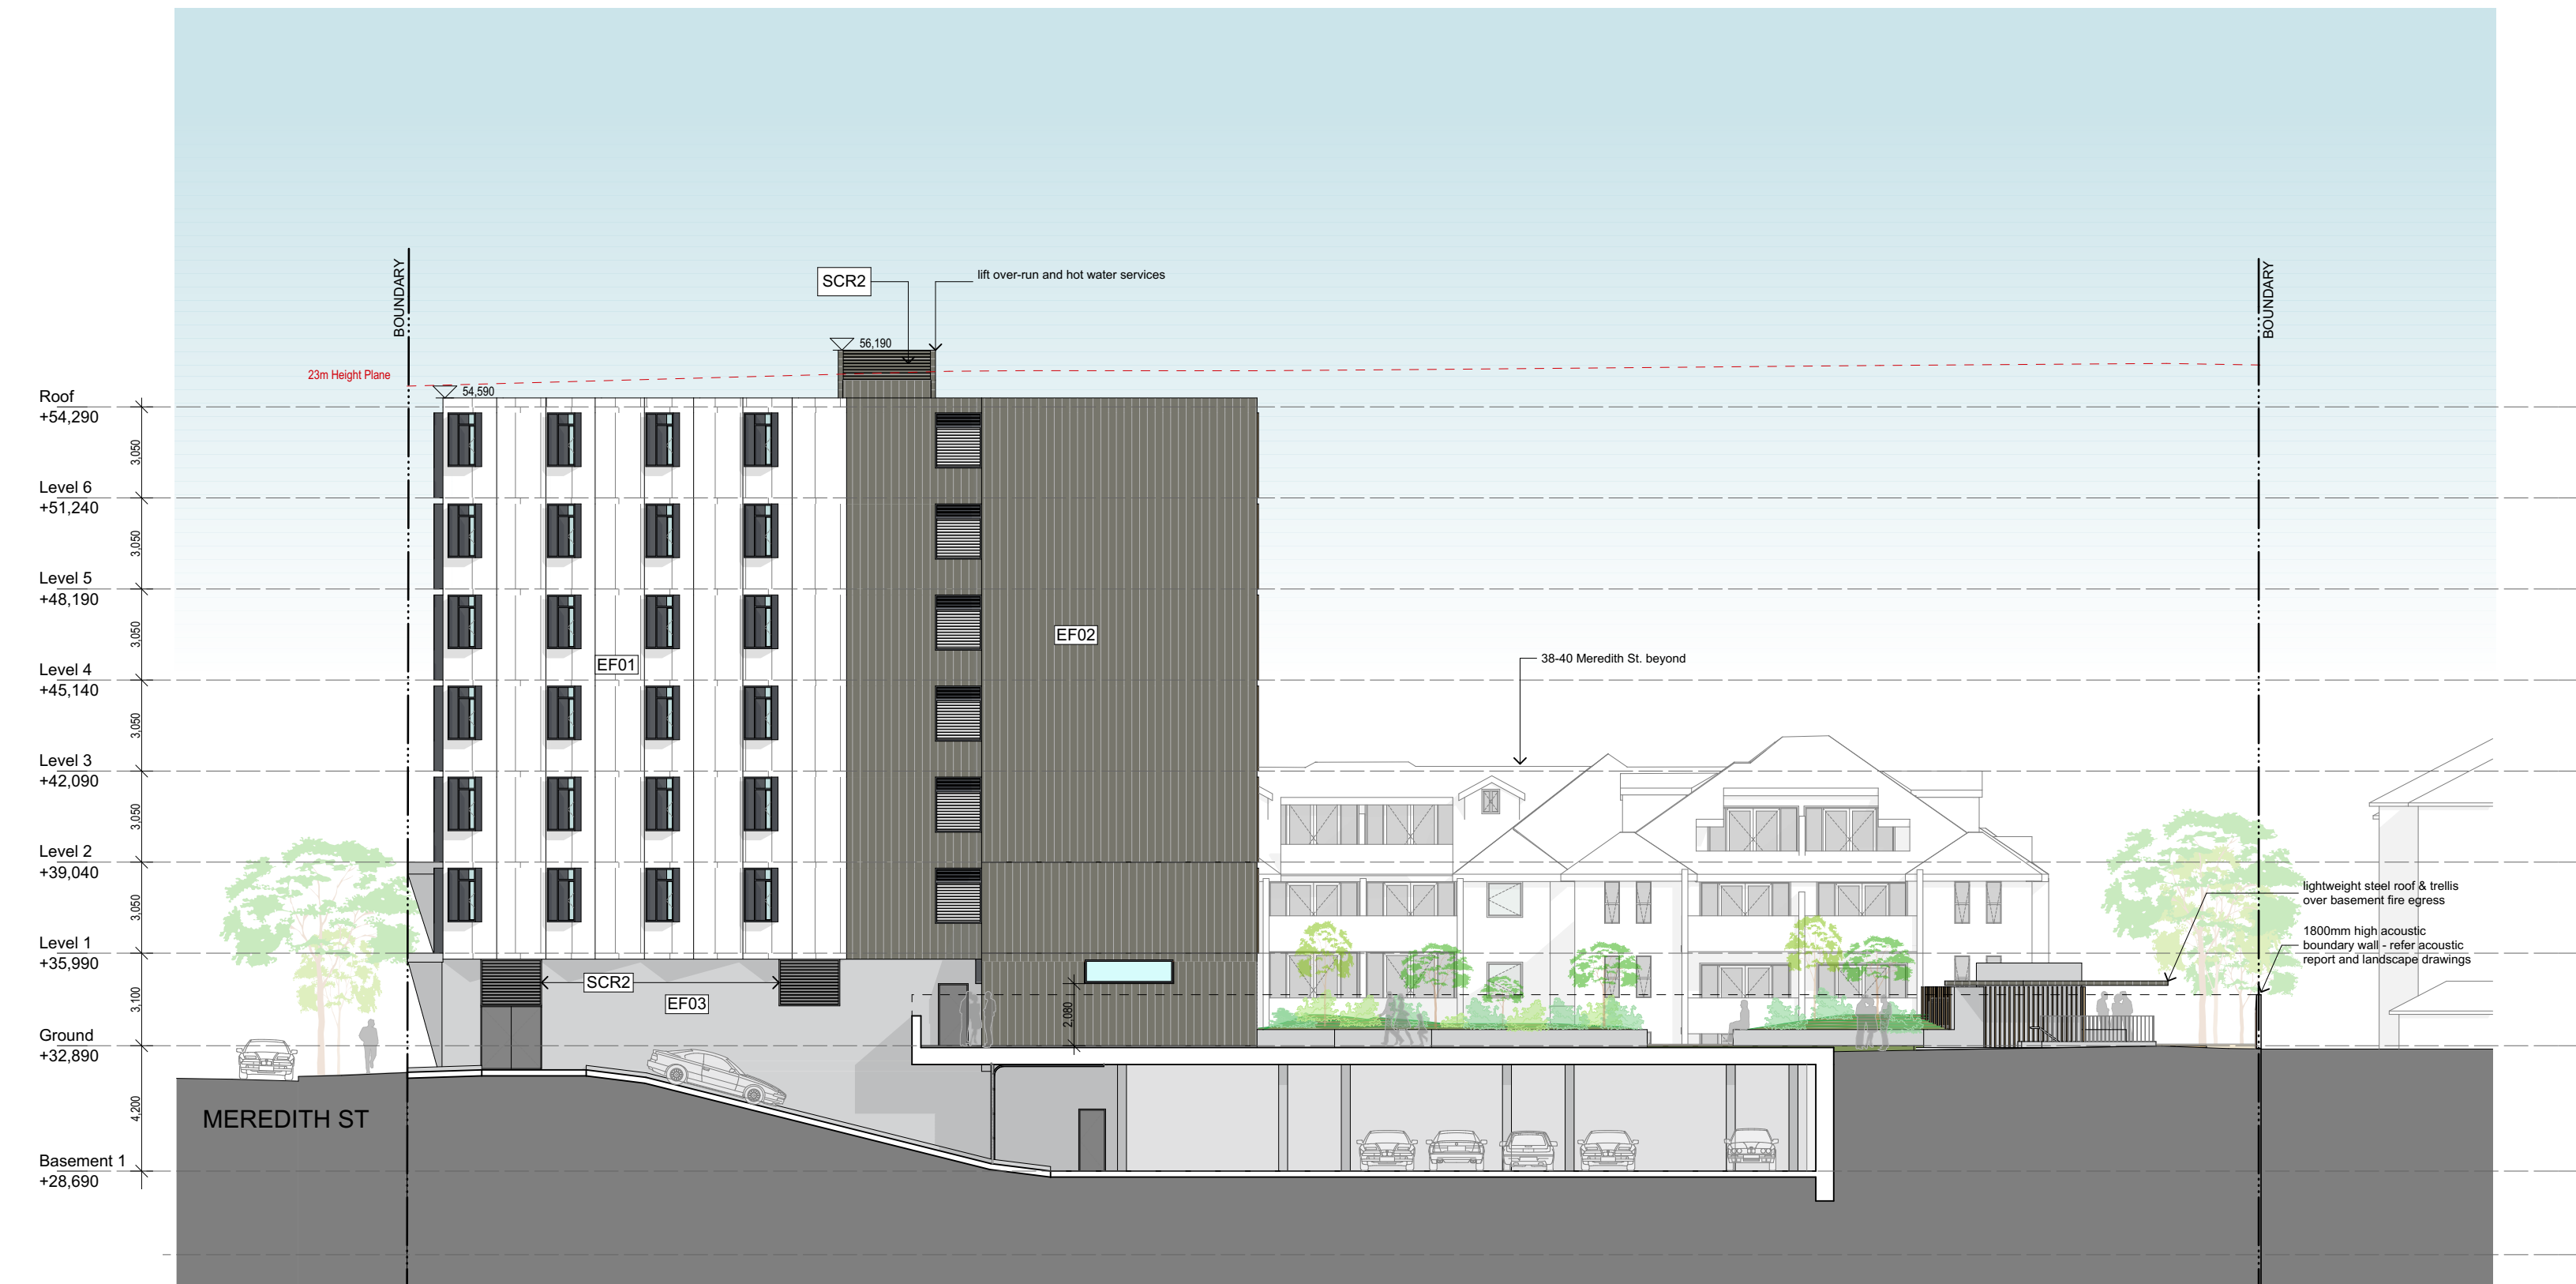 BOUNDARY
BOUNDARY
SCR2
lift over-run and hot water services
56,190
23m Height Plane
54,590
Roof
+54,290
3,050
Level 6
+51,240
3,050
Level 5
+48,190
3,050
EF02
Level 4
+45,140
EF01
38-40 Meredith St. beyond
3,050
Level 3
+42,090
3,050
Level 2
+39,040
3,050
lightweight steel roof & trellis
over basement fire egress
Level 1
+35,990
1800mm high acoustic
boundary wall - refer acoustic
report and landscape drawings
SCR2
EF03
3,100
2,080
Ground
+32,890
4,200
MEREDITH ST
Basement 1
+28,690